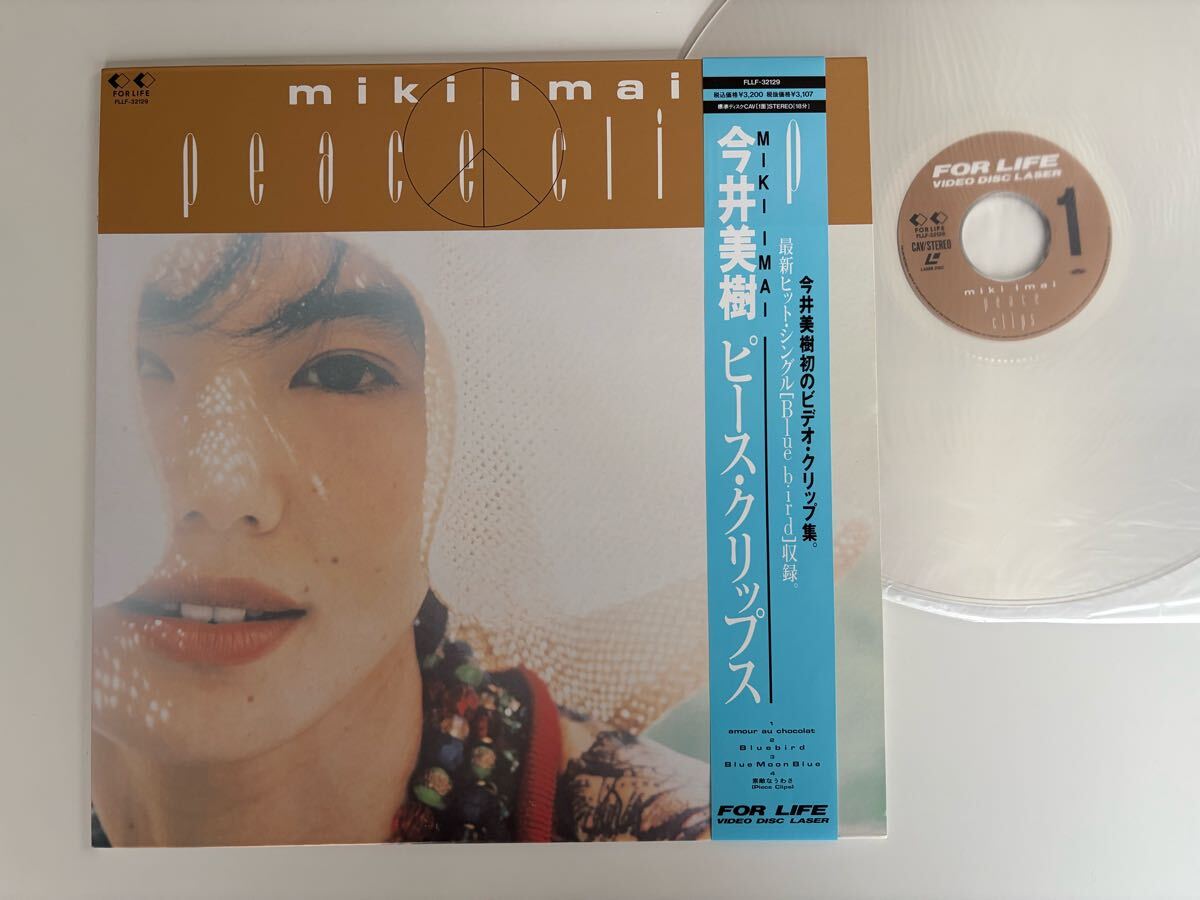 FOR LIFE
FLLF-32129
miki imai
peace clip
FLLF-32129
税込価格¥3,200 税抜価格¥3,107
標準ディスクCAV[1面]STEREO[18分]
今井美樹 ピース・クリップス
MIKI IMAI
今井美樹初のビデオ・クリップ集。
最新ヒット・シングル[Blue bird]収録。
1
amour au chocolat
2
Bluebird
3
Blue Moon Blue
4
素敵なうわさ
[Piece Clips]
FOR LIFE
VIDEO DISC LASER
FOR LIFE
VIDEO DISC LASER
FOR LIFE
FLLF-32129
CAV/STEREO
LASER DISC
1
miki imai
peace
clips